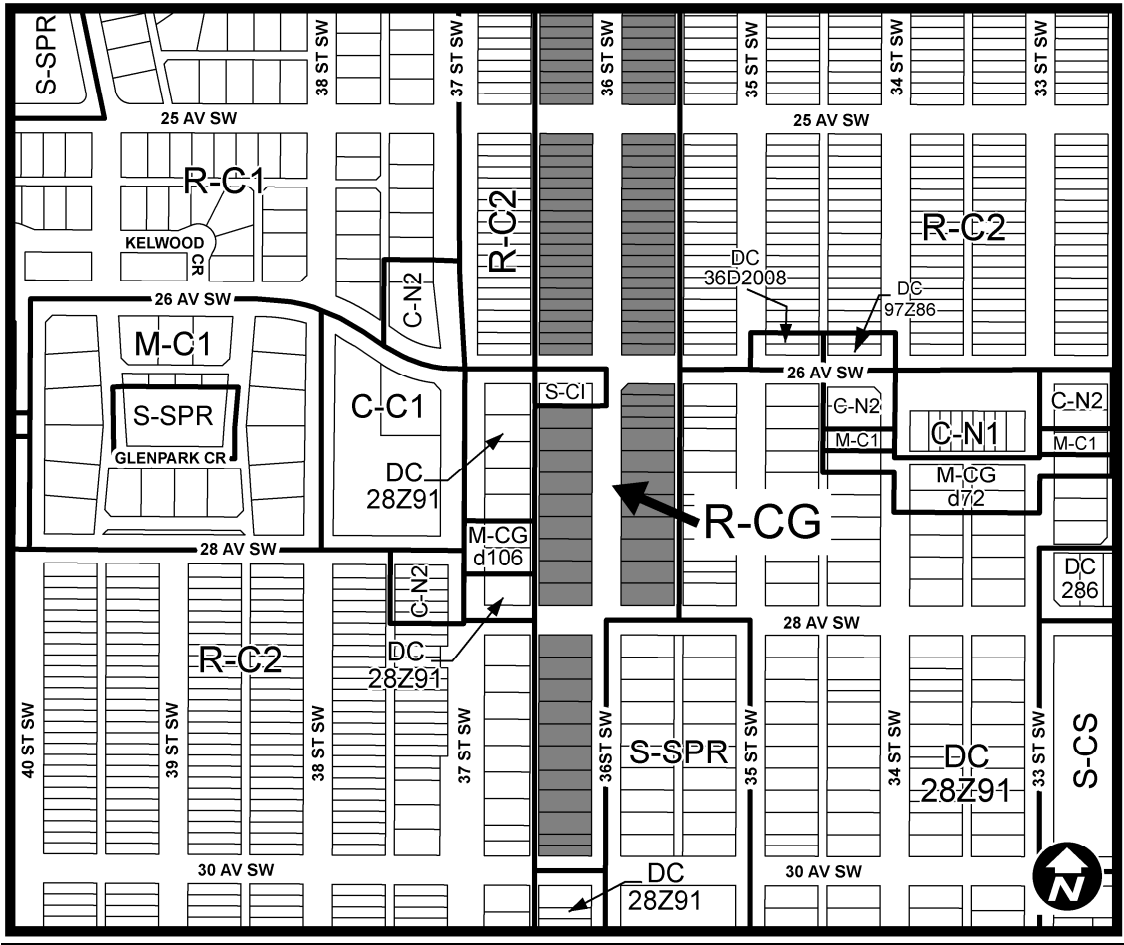 S-SPR
38 ST SW
37 ST SW
36 ST SW
35 ST SW
34 ST SW
33 ST SW
25 AV SW
25 AV SW
R-C1
R-C2
R-C2
KELWOOD
CR
DC
36D2008
DC
97Z86
C-N2
26 AV SW
M-C1
26 AV SW
S-SPR
C-C1
S-CI
C-N2
C-N1
C-N2
M-C1
M-C1
GLENPARK CR
DC
28Z91
M-CG
d72
R-CG
M-CG
d106
28 AV SW
C-N2
DC
286
28 AV SW
R-C2
DC
28Z91
40 ST SW
39 ST SW
38 ST SW
37 ST SW
36ST SW
S-SPR
35 ST SW
34 ST SW
DC
28Z91
33 ST SW
S-CS
30 AV SW
30 AV SW
DC
28Z91
N